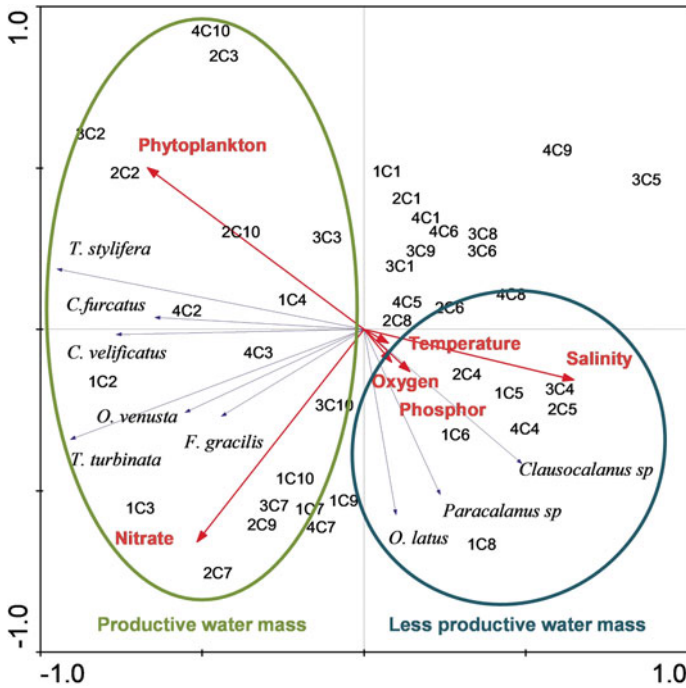 1.0
4C10
2C3
3C2
Phytoplankton
4C9
2C2
1C1
3C5
2C1
4C1
2C10
3C3
4C6
3C8
T. stylifera
3C9
3C6
3C1
C.furcatus
4C2
1C4
4C5
2C6
4C8
2C8
C. velificatus
4C3
Temperature
Salinity
1C2
Oxygen
2C4
3C10
Phosphor
1C5
3C4
O. venusta
2C5
F. gracilis
1C6
4C4
T. turbinata
Clausocalanus sp
1C10
1C3
3C7
1C7
1C9
Paracalanus sp
Nitrate
2C9
4C7
O. latus
1C8
2C7
Productive water mass
Less productive water mass
-1.0
-1.0
1.0